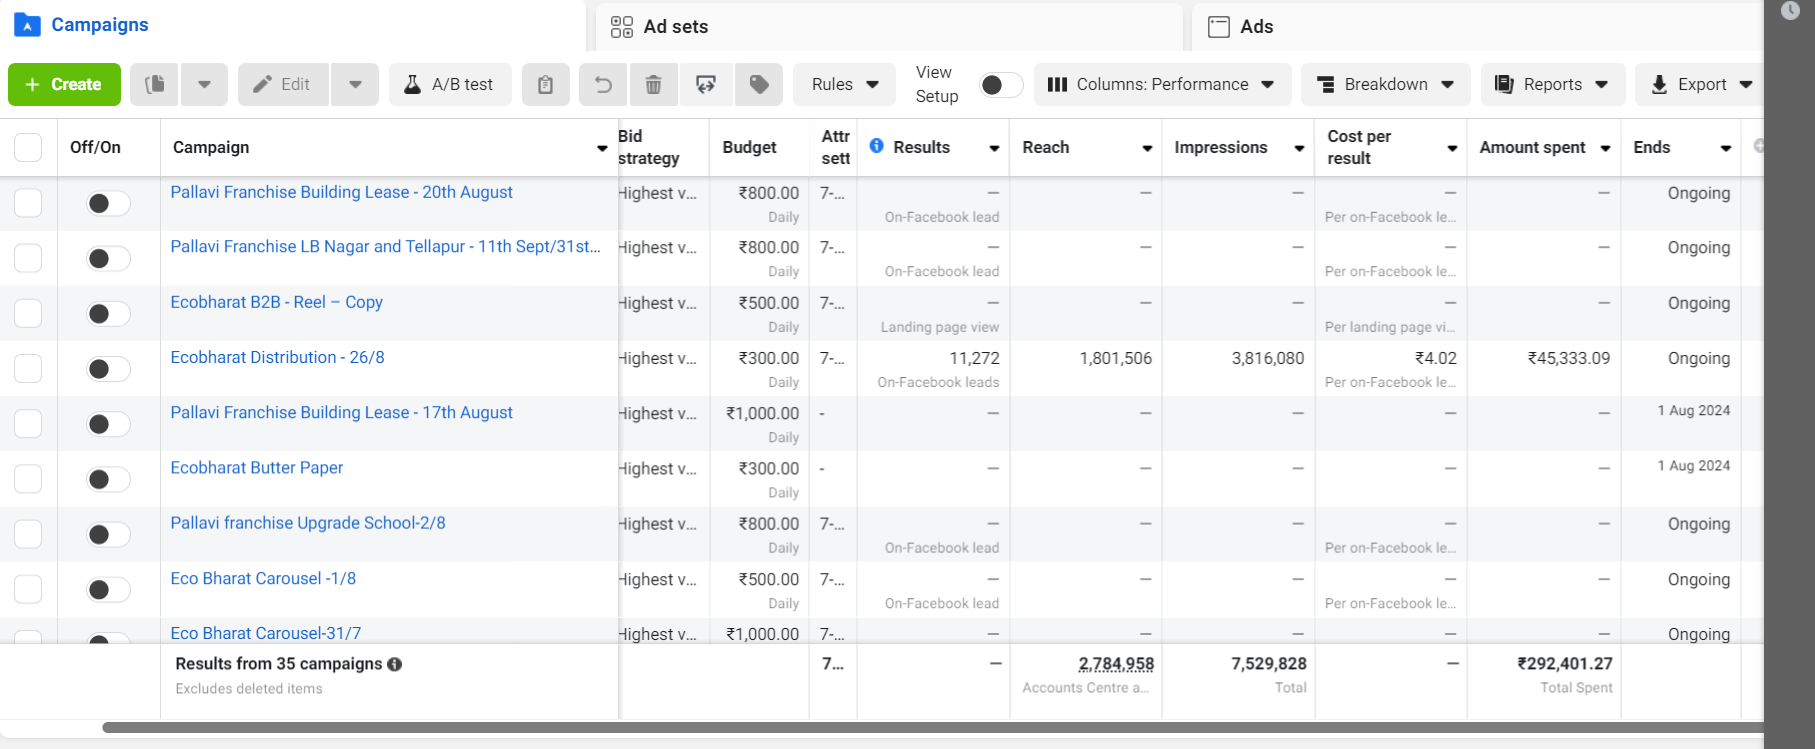 Campaigns
Ad sets
Ads
+ Create
Edit
A/B test
Rules
View Setup
Columns: Performance
Breakdown
Reports
Export
Off/On
Campaign
Bid strategy
Budget
Attr sett
Results
Reach
Impressions
Cost per result
Amount spent
Ends
Pallavi Franchise Building Lease - 20th August Highest v... ₹800.00 7-... — — — — — Ongoing
Daily On-Facebook lead Per on-Facebook le...
Pallavi Franchise LB Nagar and Tellapur - 11th Sept/31st... Highest v... ₹800.00 7-... — — — — — Ongoing
Daily On-Facebook lead Per on-Facebook le...
Ecobharat B2B - Reel – Copy Highest v... ₹500.00 7-... — — — — — Ongoing
Daily Landing page view Per landing page vi...
Ecobharat Distribution - 26/8 Highest v... ₹300.00 7-... 11,272 1,801,506 3,816,080 ₹4.02 ₹45,333.09 Ongoing
Daily On-Facebook leads Per on-Facebook le...
Pallavi Franchise Building Lease - 17th August Highest v... ₹1,000.00 - — — — — — 1 Aug 2024
Daily
Ecobharat Butter Paper Highest v... ₹300.00 - — — — — — 1 Aug 2024
Daily
Pallavi franchise Upgrade School-2/8 Highest v... ₹800.00 7-... — — — — — Ongoing
Daily On-Facebook lead Per on-Facebook le...
Eco Bharat Carousel -1/8 Highest v... ₹500.00 7-... — — — — — Ongoing
Daily On-Facebook lead Per on-Facebook le...
Eco Bharat Carousel-31/7 Highest v... ₹1,000.00 7-... — — — — — Ongoing
Results from 35 campaigns 7... — 2,784,958 7,529,828 — ₹292,401.27
Excludes deleted items Accounts Centre a... Total Total Spent